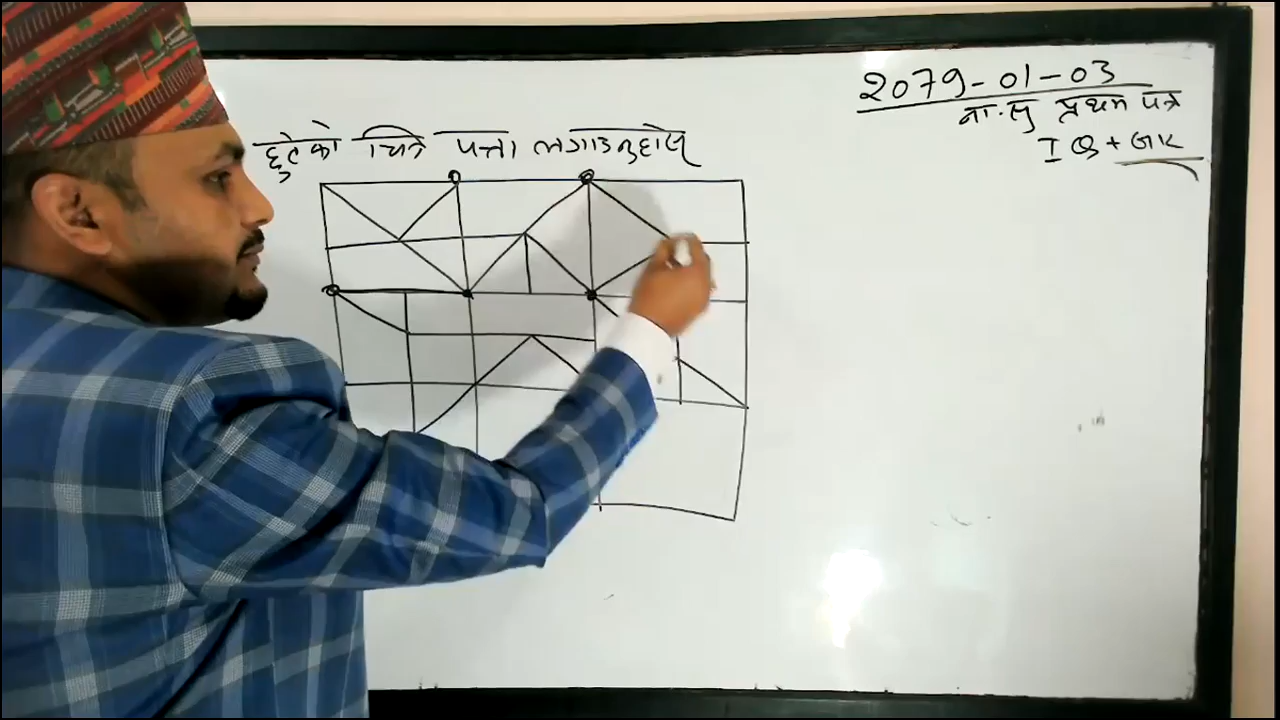 2079-01-03
ना.सु प्रथम पत्र
IQ + GK
छुटेको चित्र पत्ता लगाउनुहोस्